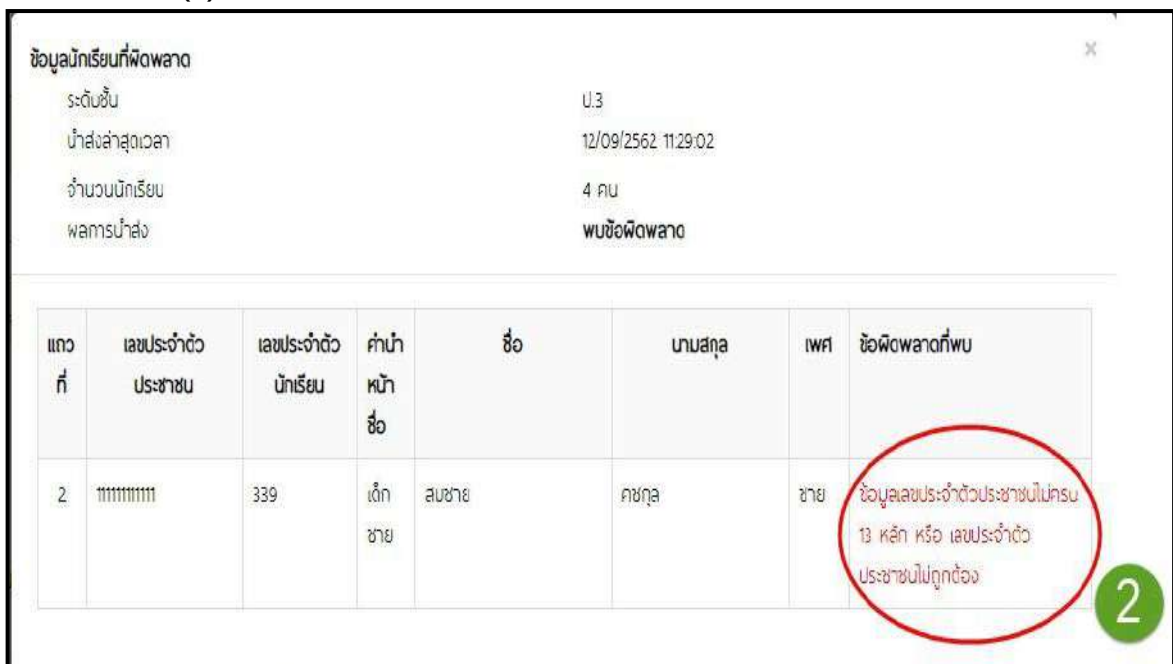 ข้อมูลนักเรียนที่ผิดพลาด ×
ระดับชั้น ป.3
นำส่งล่าสุดเวลา 12/09/2562 11:29:02
จำนวนนักเรียน 4 คน
ผลการนำส่ง พบข้อผิดพลาด
แถวที่ เลขประจำตัวประชาชน เลขประจำตัวนักเรียน คำนำหน้าชื่อ ชื่อ นามสกุล เพศ ข้อผิดพลาดที่พบ
2 339 เด็กชาย สมชาย คชกุล ชาย ข้อมูลเลขประจำตัวประชาชนไม่ครบ
13 หลัก หรือ เลขประจำตัว
ประชาชนไม่ถูกต้อง
2